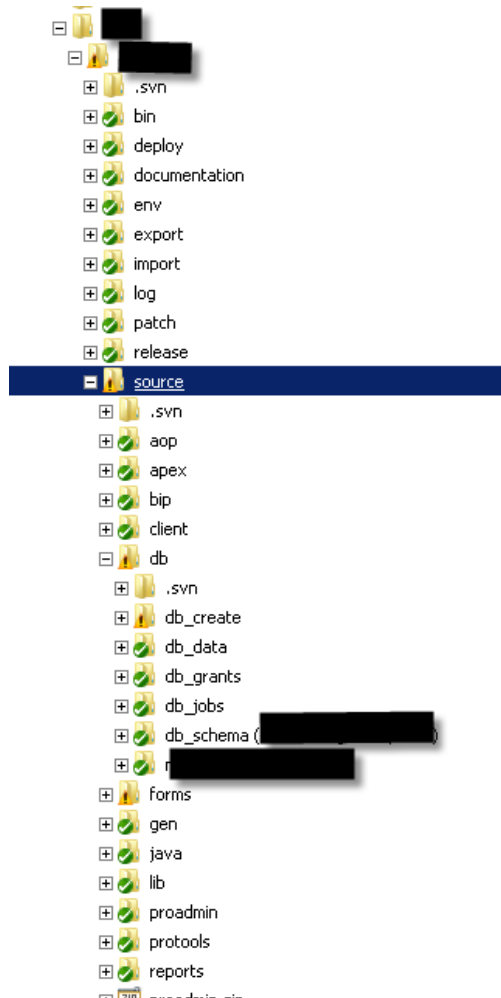 .svn
bin
deploy
documentation
env
export
import
log
patch
release
source
.svn
aop
apex
bip
client
db
.svn
db_create
db_data
db_grants
db_jobs
db_schema (
forms
gen
java
lib
proadmin
protools
reports